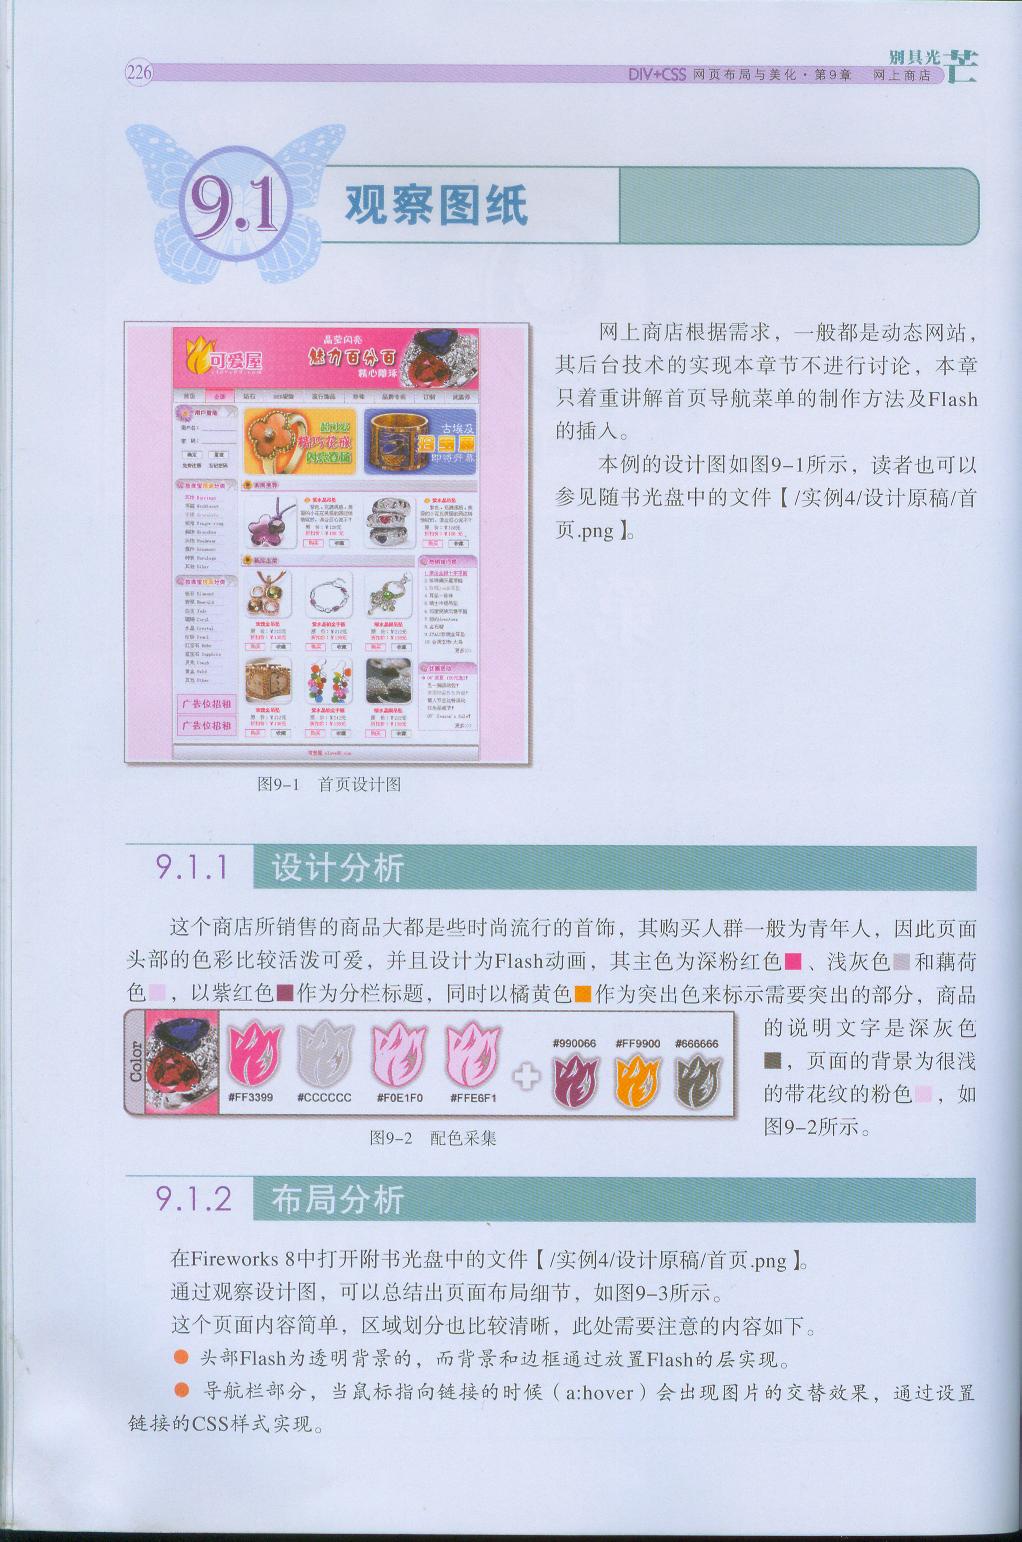 226
DIV+CSS 网页布局与美化·第9章 网上商店
别具光芒
9.1 观察图纸
晶莹闪亮
魅力百分百
精心雕琢
可爱屋
网上商店根据需求，一般都是动态网站，
其后台技术的实现本章节不进行讨论，本章
只着重讲解首页导航菜单的制作方法及Flash
的插入。
本例的设计图如图9-1所示，读者也可以
参见随书光盘中的文件【/实例4/设计原稿/首
页.png】。
古埃及
即将开幕
广告位招租
广告位招租
图9-1 首页设计图
9.1.1 设计分析
这个商店所销售的商品大都是些时尚流行的首饰，其购买人群一般为青年人，因此页面
头部的色彩比较活泼可爱，并且设计为Flash动画，其主色为深粉红色、浅灰色和藕荷
色，以紫红色作为分栏标题，同时以橘黄色作为突出色来标示需要突出的部分，商品
的说明文字是深灰色
，页面的背景为很浅
的带花纹的粉色，如
图9-2所示。
Color
#FF3399 #CCCCCC #F0E1F0 #FFE6F1 #990066 #FF9900 #666666
图9-2 配色采集
9.1.2 布局分析
在Fireworks 8中打开附书光盘中的文件【/实例4/设计原稿/首页.png】。
通过观察设计图，可以总结出页面布局细节，如图9-3所示。
这个页面内容简单，区域划分也比较清晰，此处需要注意的内容如下。
● 头部Flash为透明背景的，而背景和边框通过放置Flash的层实现。
● 导航栏部分，当鼠标指向链接的时候（a:hover）会出现图片的交替效果，通过设置
链接的CSS样式实现。